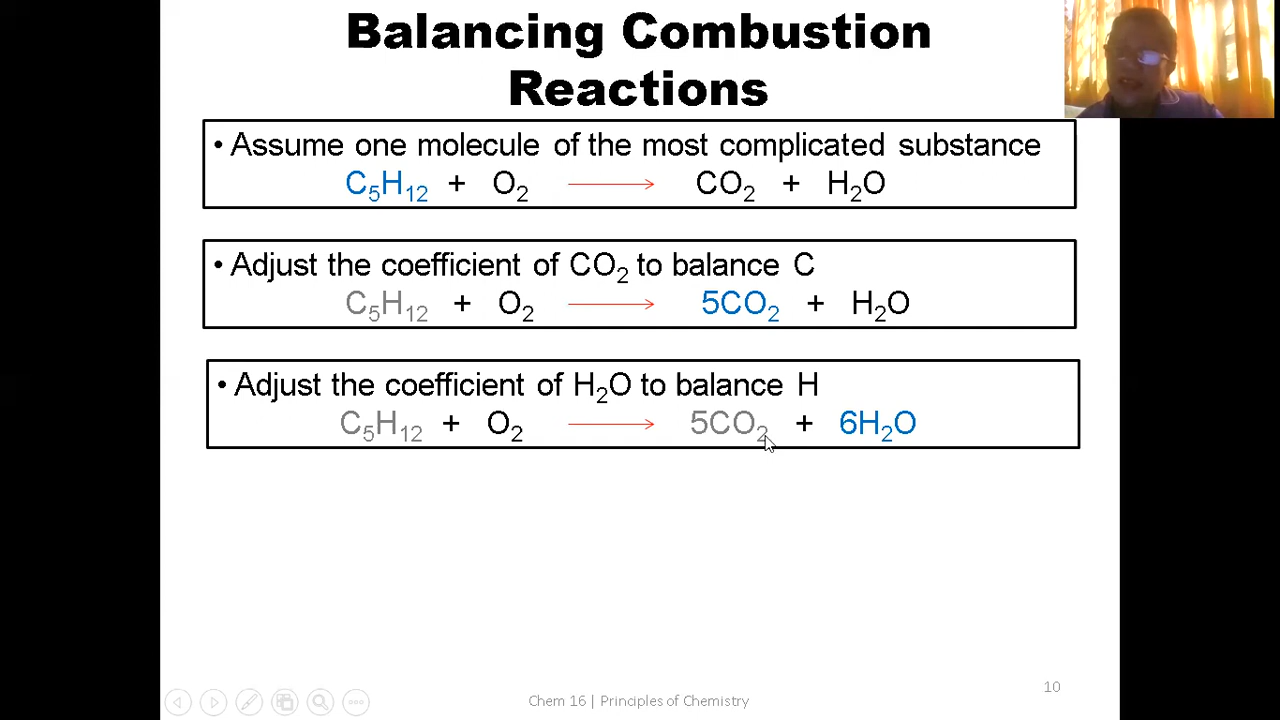 Balancing Combustion
Reactions
• Assume one molecule of the most complicated substance
C₅H₁₂ + O₂ ⟶ CO₂ + H₂O
• Adjust the coefficient of CO₂ to balance C
C₅H₁₂ + O₂ ⟶ 5CO₂ + H₂O
• Adjust the coefficient of H₂O to balance H
C₅H₁₂ + O₂ ⟶ 5CO₂ + 6H₂O
10
Chem 16 | Principles of Chemistry